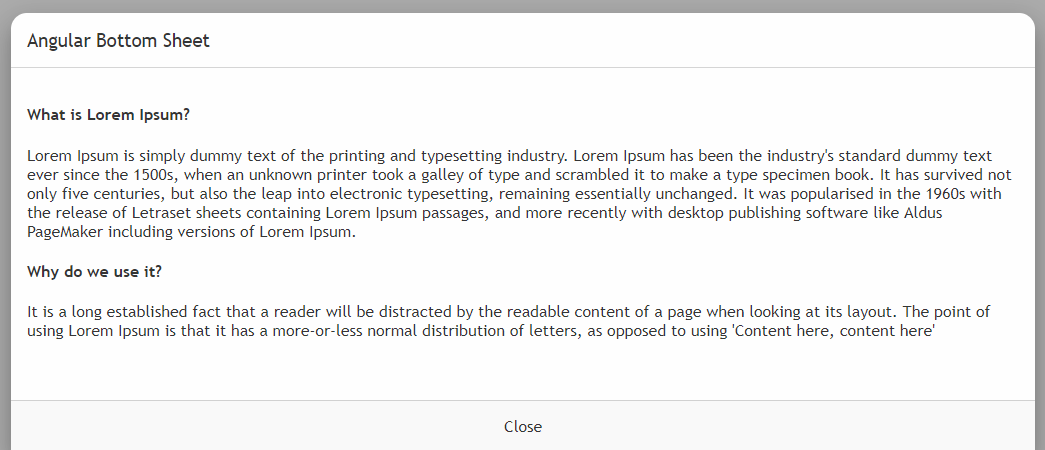 Angular Bottom Sheet
What is Lorem Ipsum?
Lorem Ipsum is simply dummy text of the printing and typesetting industry. Lorem Ipsum has been the industry's standard dummy text
ever since the 1500s, when an unknown printer took a galley of type and scrambled it to make a type specimen book. It has survived not
only five centuries, but also the leap into electronic typesetting, remaining essentially unchanged. It was popularised in the 1960s with
the release of Letraset sheets containing Lorem Ipsum passages, and more recently with desktop publishing software like Aldus
PageMaker including versions of Lorem Ipsum.
Why do we use it?
It is a long established fact that a reader will be distracted by the readable content of a page when looking at its layout. The point of
using Lorem Ipsum is that it has a more-or-less normal distribution of letters, as opposed to using 'Content here, content here'
Close